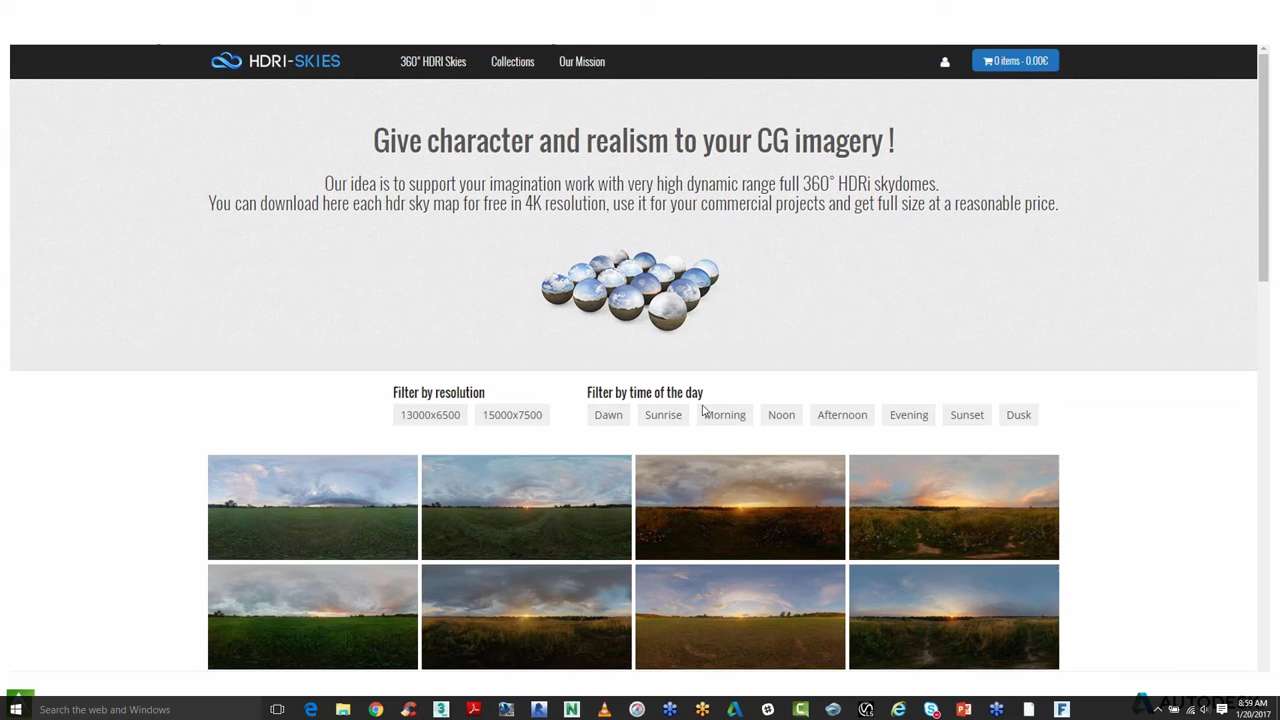 HDRI-SKIES
360° HDRI Skies
Collections
Our Mission
0 items - 0.00€
Give character and realism to your CG imagery !
Our idea is to support your imagination work with very high dynamic range full 360° HDRi skydomes.
You can download here each hdr sky map for free in 4K resolution, use it for your commercial projects and get full size at a reasonable price.
Filter by resolution
Filter by time of the day
13000x6500
15000x7500
Dawn
Sunrise
Morning
Noon
Afternoon
Evening
Sunset
Dusk
Search the web and Windows
AUTODESK
8:59 AM
1/20/2017